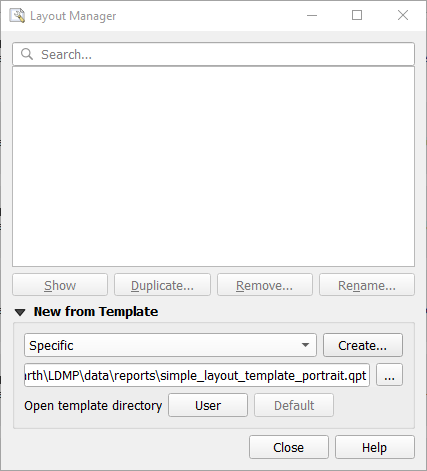 Layout Manager
Search...
Show Duplicate... Remove... Rename...
New from Template
Specific Create...
rth\LDMP\data\reports\simple_layout_template_portrait.qpt ...
Open template directory User Default
Close Help